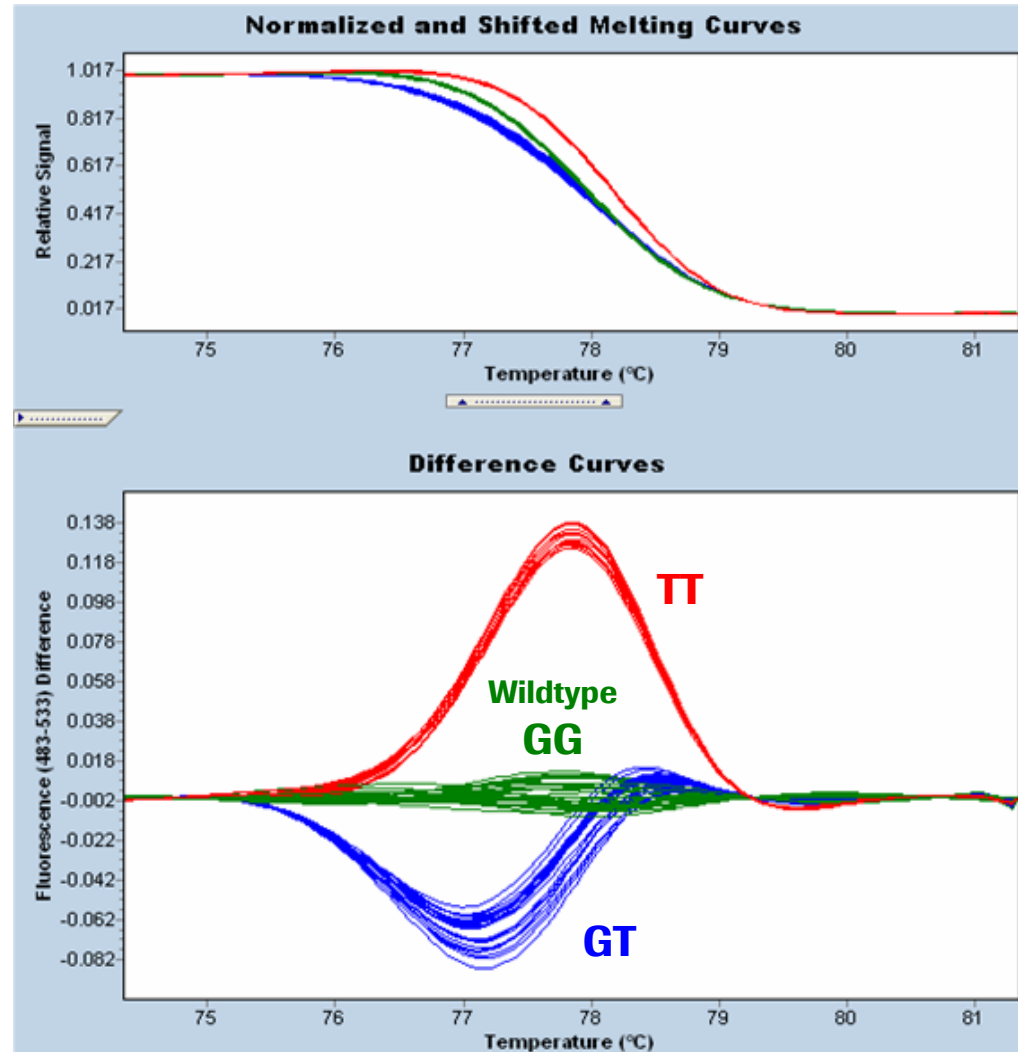 Normalized and Shifted Melting Curves
Relative Signal
1.017
0.817
0.617
0.417
0.217
0.017
75 76 77 78 79 80 81
Temperature (°C)
Difference Curves
Fluorescence (483-533) Difference
0.138
0.118
0.098
0.078
0.058
0.038
0.018
-0.002
-0.022
-0.042
-0.062
-0.082
TT
Wildtype
GG
GT
75 76 77 78 79 80 81
Temperature (°C)